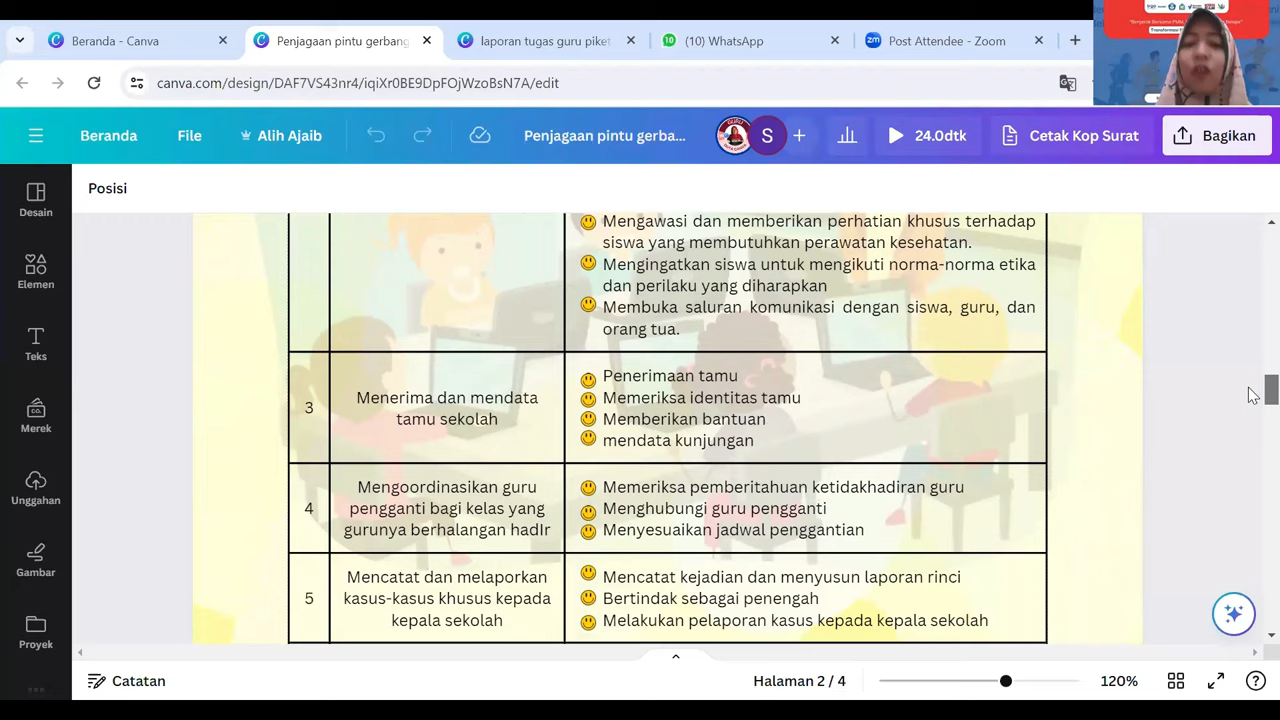 Beranda - Canva
Penjagaan pintu gerbang
laporan tugas guru piket
(10) WhatsApp
Post Attendee - Zoom
canva.com/design/DAF7VS43nr4/iqiXr0BE9DpFOjWzoBsN7A/edit
Beranda
File
Alih Ajaib
Penjagaan pintu gerba...
S
24.0dtk
Cetak Kop Surat
Bagikan
Posisi
Desain
Elemen
Teks
Merek
Unggahan
Gambar
Proyek
Mengawasi dan memberikan perhatian khusus terhadap
siswa yang membutuhkan perawatan kesehatan.
Mengingatkan siswa untuk mengikuti norma-norma etika
dan perilaku yang diharapkan
Membuka saluran komunikasi dengan siswa, guru, dan
orang tua.
3
Menerima dan mendata
tamu sekolah
Penerimaan tamu
Memeriksa identitas tamu
Memberikan bantuan
mendata kunjungan
4
Mengoordinasikan guru
pengganti bagi kelas yang
gurunya berhalangan hadIr
Memeriksa pemberitahuan ketidakhadiran guru
Menghubungi guru pengganti
Menyesuaikan jadwal penggantian
5
Mencatat dan melaporkan
kasus-kasus khusus kepada
kepala sekolah
Mencatat kejadian dan menyusun laporan rinci
Bertindak sebagai penengah
Melakukan pelaporan kasus kepada kepala sekolah
Catatan
Halaman 2 / 4
120%